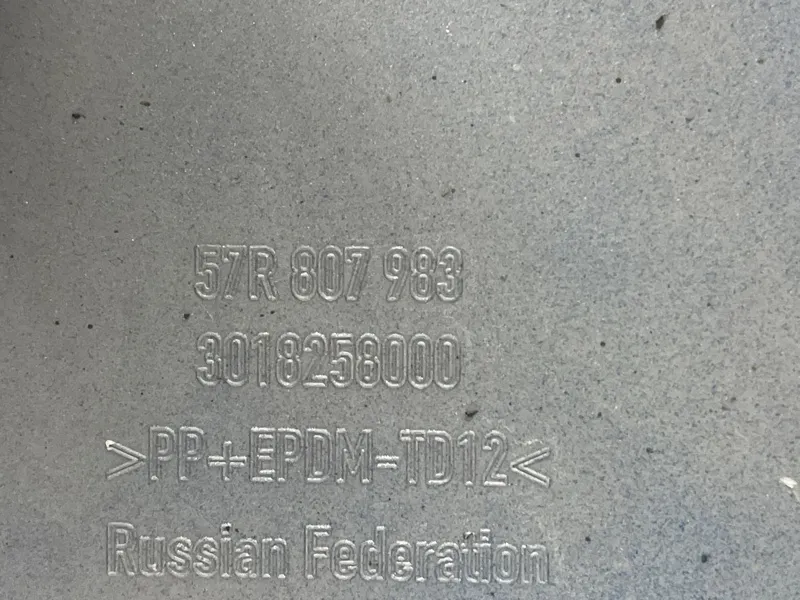 57R 807 983
3018258000
>PP+EPDM-TD12<
Russian Federation